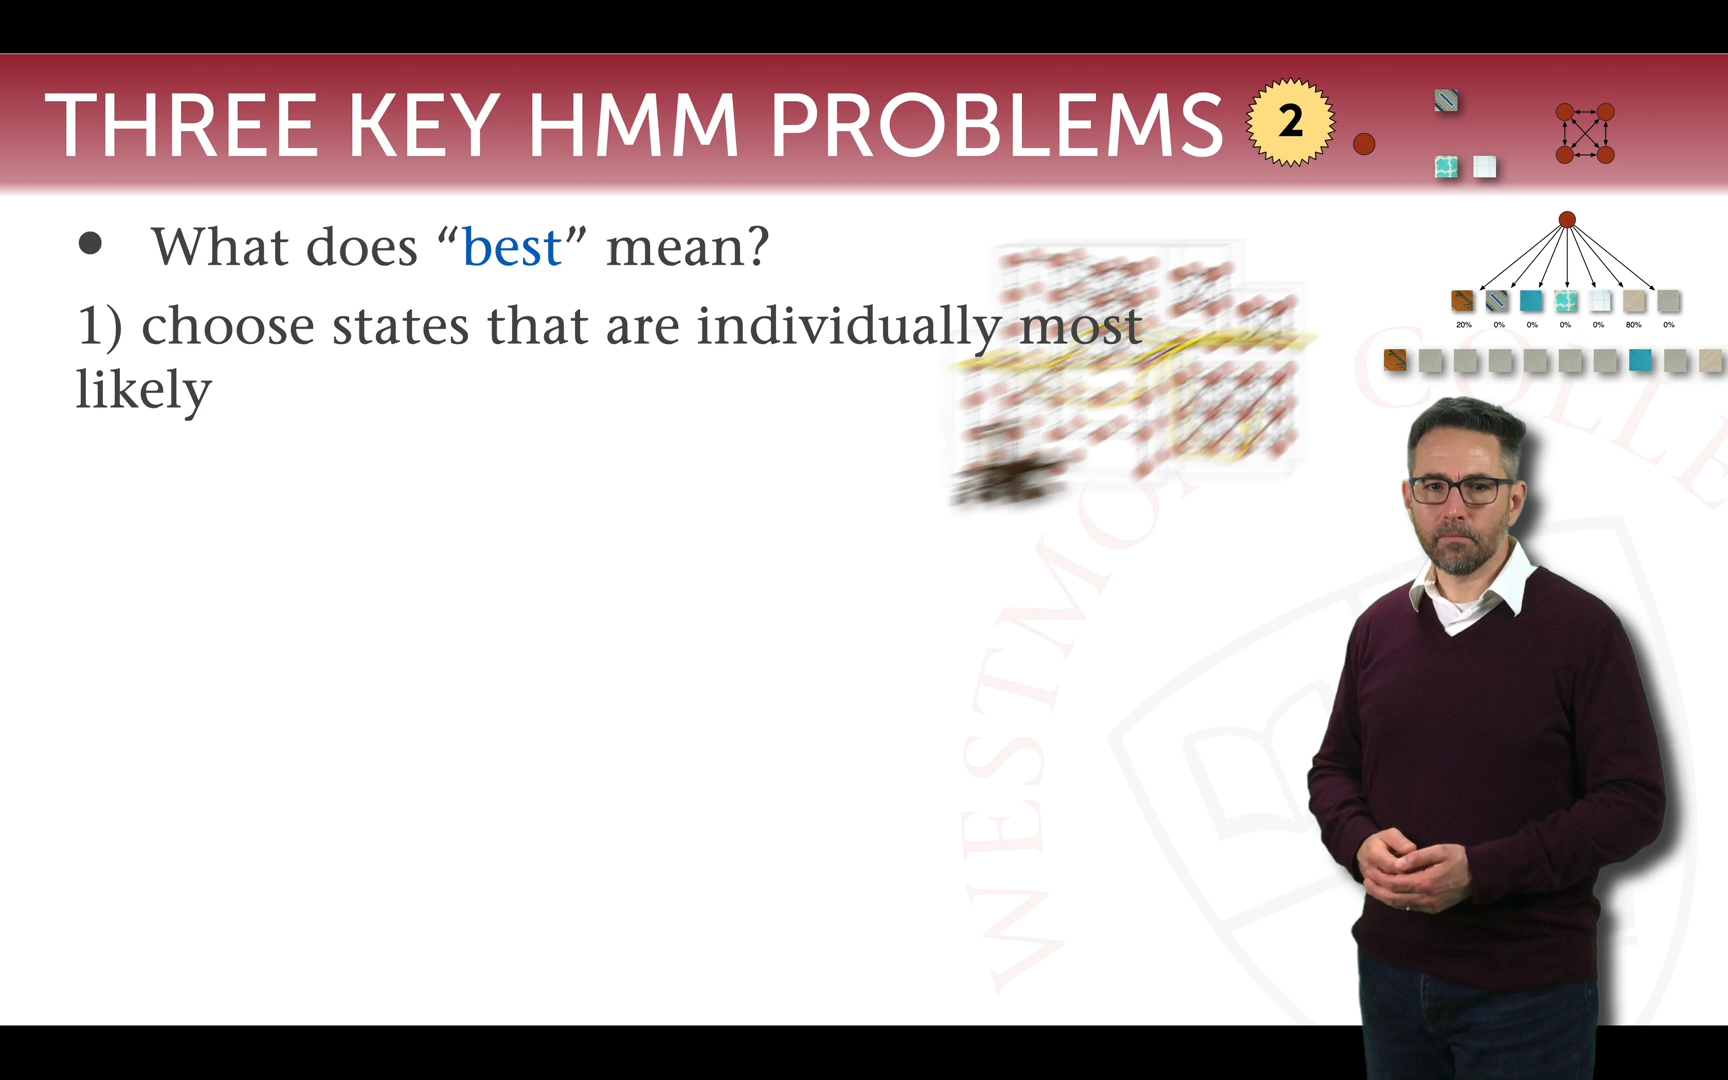 THREE KEY HMM PROBLEMS 2
• What does “best” mean?
1) choose states that are individually most
likely
20% 0% 0% 0% 0% 80% 0%
WESTMO
COLLE